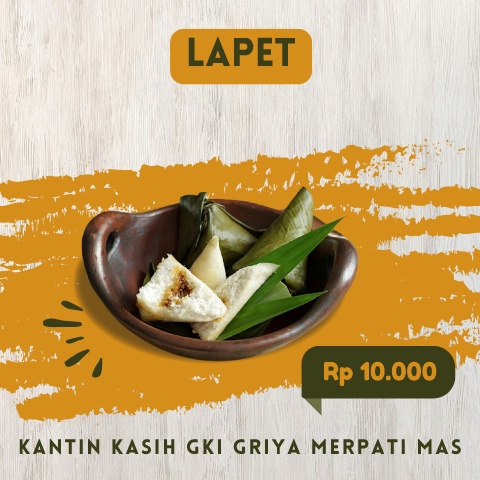 LAPET
Rp 10.000
KANTIN KASIH GKI GRIYA MERPATI MAS